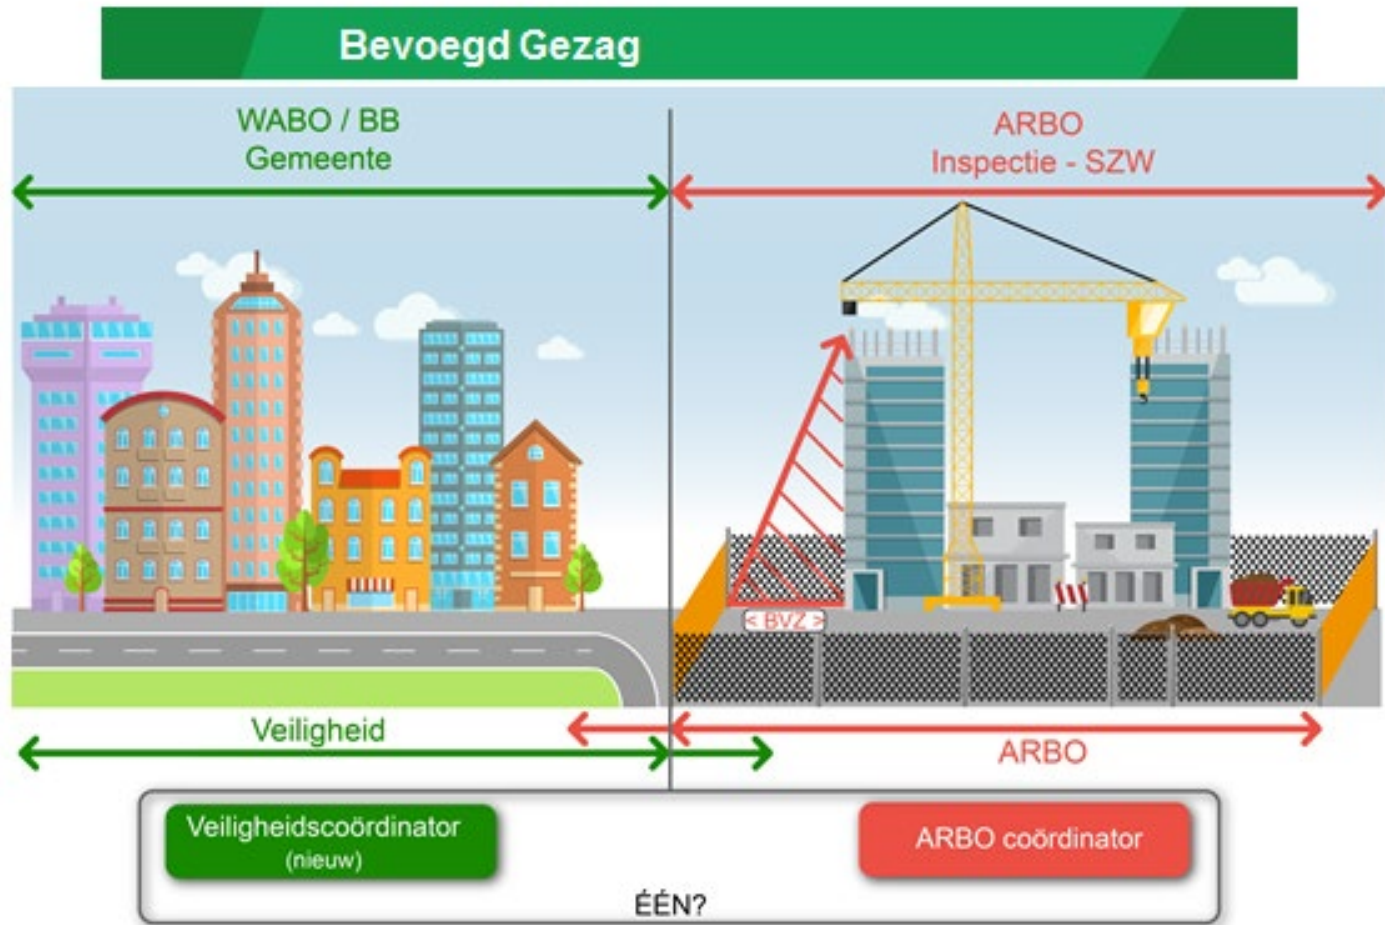 Bevoegd Gezag
WABO / BB
Gemeente
ARBO
Inspectie - SZW
< BVZ >
Veiligheid
ARBO
Veiligheidscoördinator
(nieuw)
ARBO coördinator
ÉÉN?